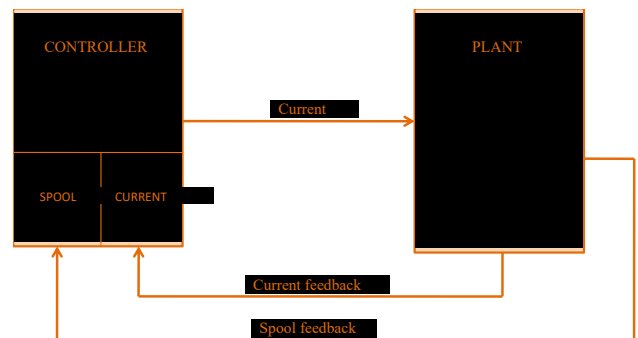 CONTROLLER
PLANT
Current
SPOOL
CURRENT
Current feedback
Spool feedback